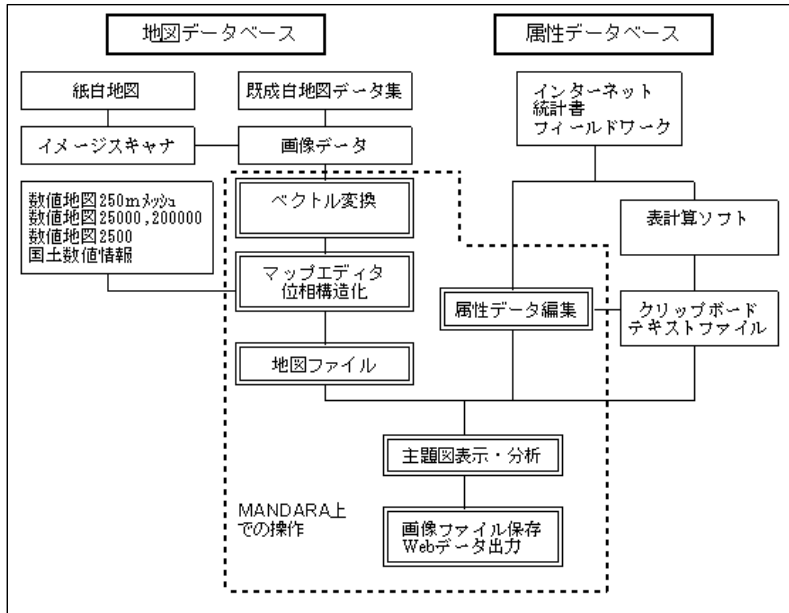 地図データベース
属性データベース
紙白地図
既成白地図データ集
インターネット
統計書
フィールドワーク
イメージスキャナ
画像データ
数値地図250mメッシュ
数値地図25000,200000
数値地図2500
国土数値情報
ベクトル変換
表計算ソフト
マップエディタ
位相構造化
属性データ編集
クリップボード
テキストファイル
地図ファイル
主題図表示・分析
MANDARA上
での操作
画像ファイル保存
Webデータ出力